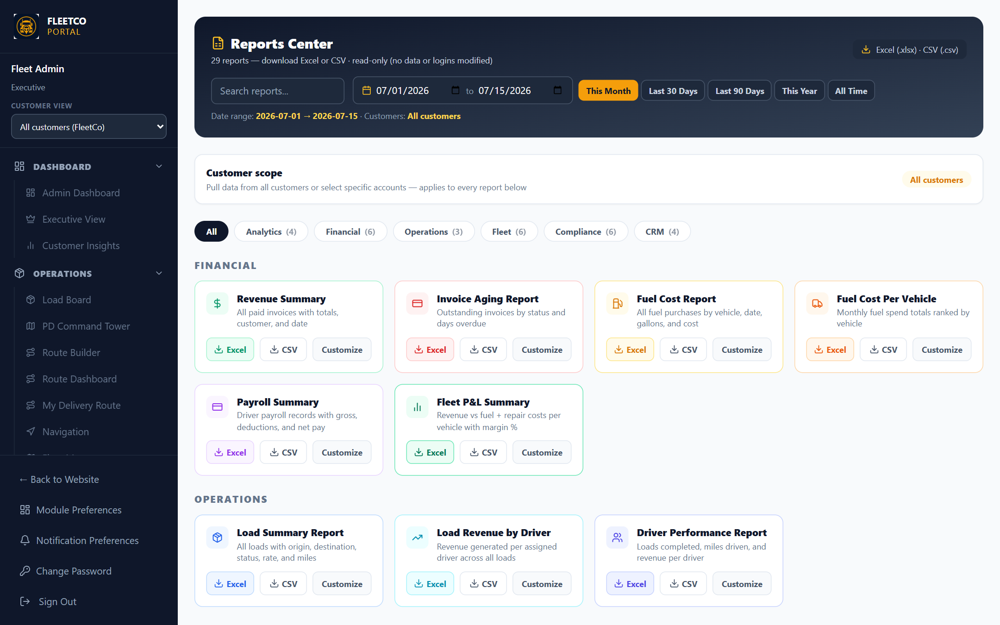 FLEETCO
PORTAL
Fleet Admin
Executive
CUSTOMER VIEW
All customers (FleetCo)
DASHBOARD
Admin Dashboard
Executive View
Customer Insights
OPERATIONS
Load Board
PD Command Tower
Route Builder
Route Dashboard
My Delivery Route
Navigation
← Back to Website
Module Preferences
Notification Preferences
Change Password
Sign Out
Reports Center
29 reports — download Excel or CSV · read-only (no data or logins modified)
Excel (.xlsx) · CSV (.csv)
Search reports...
07/01/2026 to 07/15/2026
This Month
Last 30 Days
Last 90 Days
This Year
All Time
Date range: 2026-07-01 → 2026-07-15 · Customers: All customers
Customer scope
Pull data from all customers or select specific accounts — applies to every report below
All customers
All
Analytics (4)
Financial (6)
Operations (3)
Fleet (6)
Compliance (6)
CRM (4)
FINANCIAL
Revenue Summary
All paid invoices with totals,
customer, and date
Excel
CSV
Customize
Invoice Aging Report
Outstanding invoices by status and
days overdue
Excel
CSV
Customize
Fuel Cost Report
All fuel purchases by vehicle, date,
gallons, and cost
Excel
CSV
Customize
Fuel Cost Per Vehicle
Monthly fuel spend totals ranked by
vehicle
Excel
CSV
Customize
Payroll Summary
Driver payroll records with gross,
deductions, and net pay
Excel
CSV
Customize
Fleet P&L Summary
Revenue vs fuel + repair costs per
vehicle with margin %
Excel
CSV
Customize
OPERATIONS
Load Summary Report
All loads with origin, destination,
status, rate, and miles
Excel
CSV
Customize
Load Revenue by Driver
Revenue generated per assigned
driver across all loads
Excel
CSV
Customize
Driver Performance Report
Loads completed, miles driven, and
revenue per driver
Excel
CSV
Customize